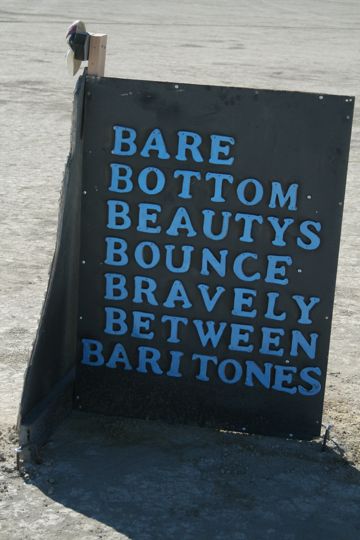 BARE
BOTTOM
BEAUTYS
BOUNCE
BRAVELY
BETWEEN
BARITONES